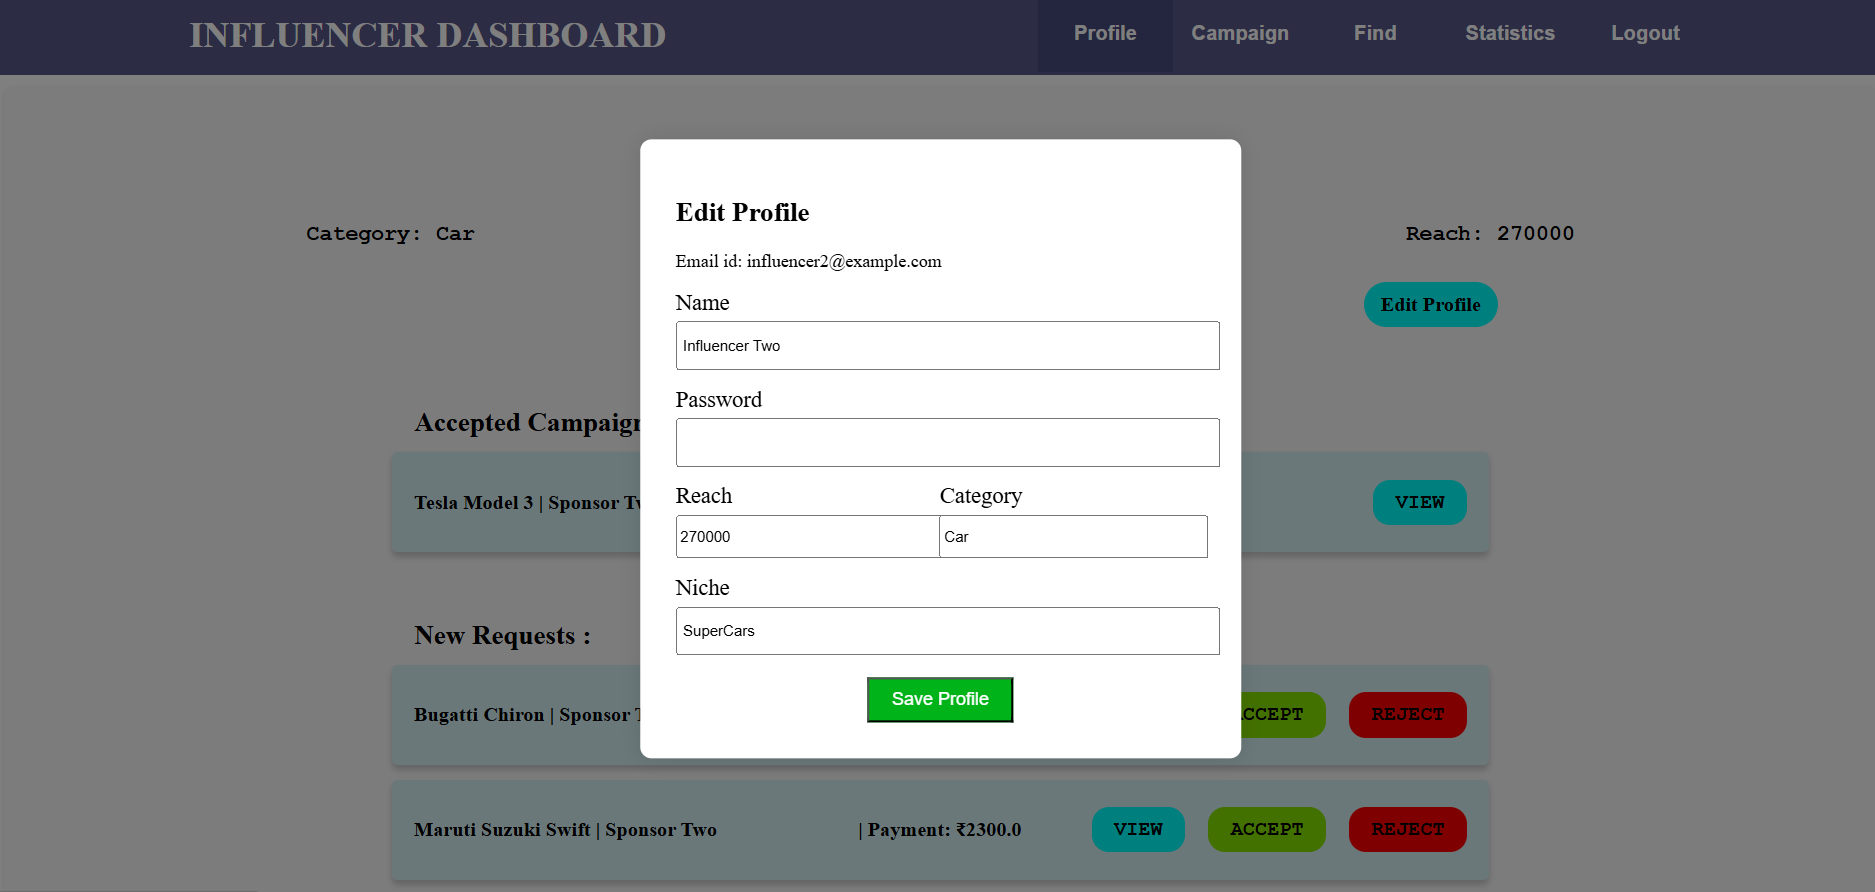 INFLUENCER DASHBOARD
Profile Campaign Find Statistics Logout
Edit Profile
Email id: influencer2@example.com
Name
Influencer Two
Password
Reach Category
270000 Car
Niche
SuperCars
Save Profile
Category: Car
Reach: 270000
Edit Profile
Accepted
Tesla Model 3 | Sponsor
VIEW
New Requests :
Bugatti Chiron | Sponsor
REJECT
Maruti Suzuki Swift | Sponsor Two | Payment: ₹2300.0 VIEW ACCEPT REJECT